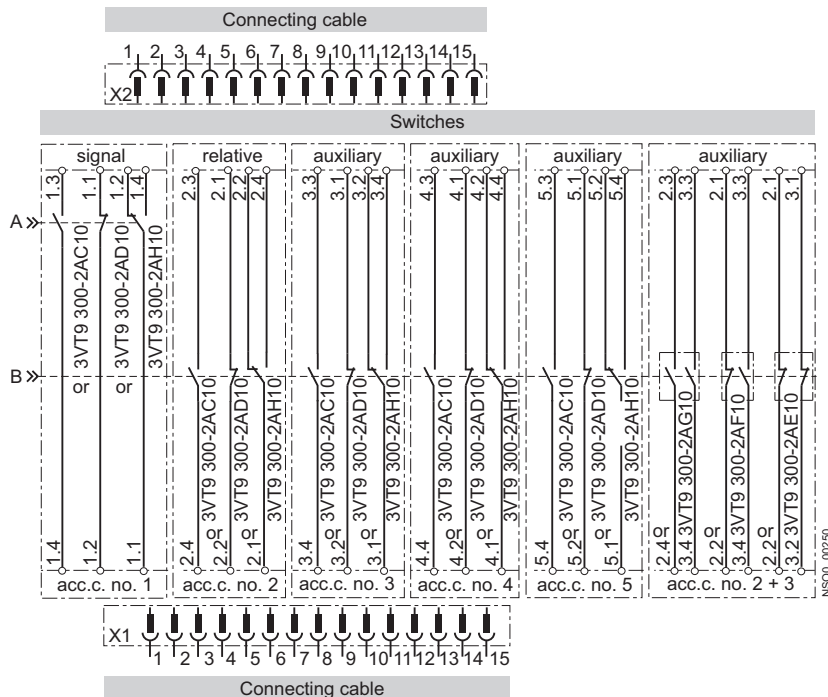 Connecting cable
1 2 3 4 5 6 7 8 9 10 11 12 13 14 15
X2
Switches
signal relative auxiliary auxiliary auxiliary auxiliary
1.3 1.1 1.2 1.4 2.3 2.1 2.2 2.4 3.3 3.1 3.2 3.4 4.3 4.1 4.2 4.4 5.3 5.1 5.2 5.4 2.3 3.3 2.1 3.3 2.1 3.1
A
3VT9 300-2AC10 or 3VT9 300-2AD10 or 3VT9 300-2AH10
B
3VT9 300-2AC10 or 3VT9 300-2AD10 or 3VT9 300-2AH10
3VT9 300-2AC10 or 3VT9 300-2AD10 or 3VT9 300-2AH10
3VT9 300-2AC10 or 3VT9 300-2AD10 or 3VT9 300-2AH10
3VT9 300-2AC10 or 3VT9 300-2AD10 or 3VT9 300-2AH10
or 3VT9 300-2AG10 or 3VT9 300-2AF10 or 3VT9 300-2AE10
1.4 1.2 1.1 2.4 2.2 2.1 3.4 3.2 3.1 4.4 4.2 4.1 5.4 5.2 5.1 2.4 3.4 2.2 3.4 2.2 3.2
acc.c. no. 1 acc.c. no. 2 acc.c. no. 3 acc.c. no. 4 acc.c. no. 5 acc.c. no. 2 + 3
NSO0_00250
X1
1 2 3 4 5 6 7 8 9 10 11 12 13 14 15
Connecting cable